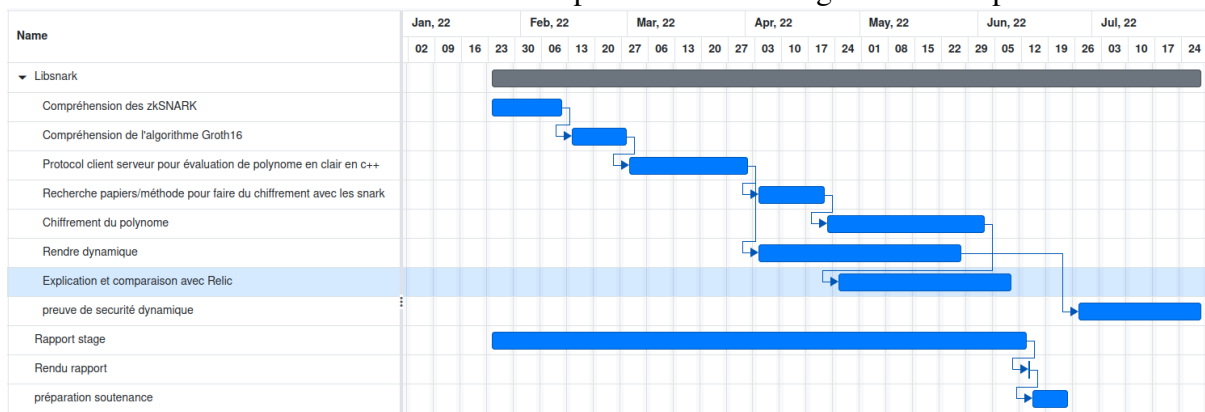 Name
Jan, 22 Feb, 22 Mar, 22 Apr, 22 May, 22 Jun, 22 Jul, 22
02 09 16 23 30 06 13 20 27 06 13 20 27 03 10 17 24 01 08 15 22 29 05 12 19 26 03 10 17 24
Libsnark
Compréhension des zkSNARK
Compréhension de l'algorithme Groth16
Protocol client serveur pour évaluation de polynome en clair en c++
Recherche papiers/méthode pour faire du chiffrement avec les snark
Chiffrement du polynome
Rendre dynamique
Explication et comparaison avec Relic
preuve de securité dynamique
Rapport stage
Rendu rapport
préparation soutenance